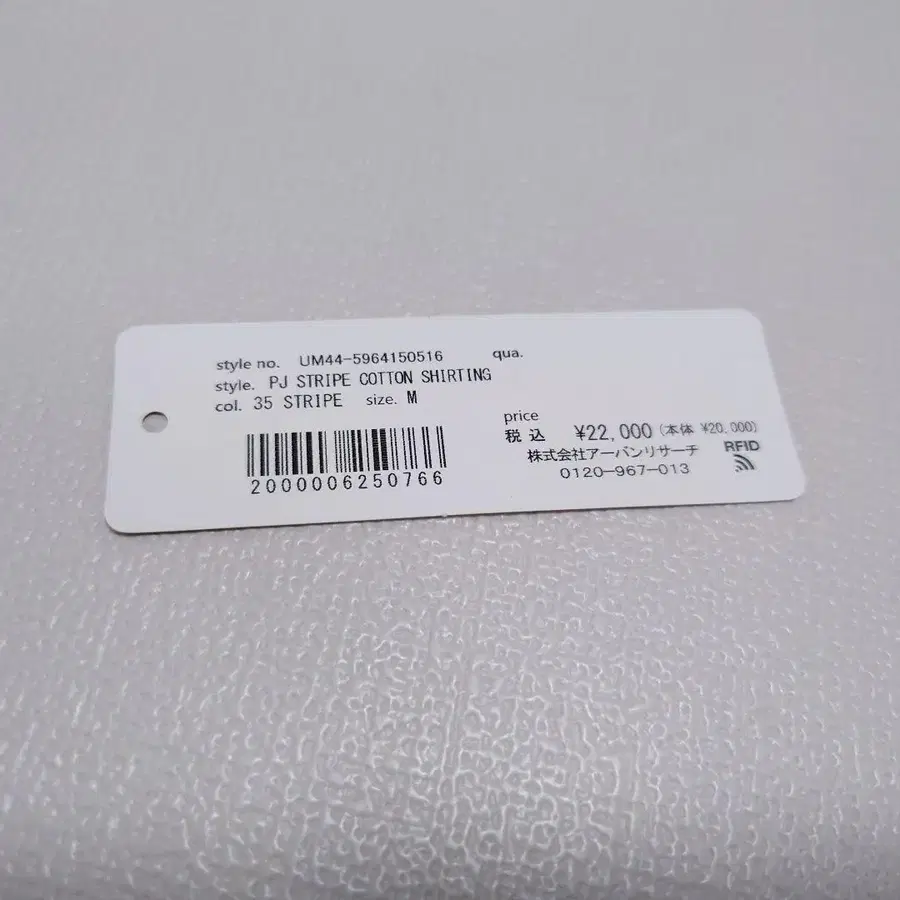 style no. UM44-5964150516 qua.
style. PJ STRIPE COTTON SHIRTING
col. 35 STRIPE size. M
2000006250766
price
税込 ¥22,000 (本体 ¥20,000)
株式会社アーバンリサーチ
0120-967-013
RFID